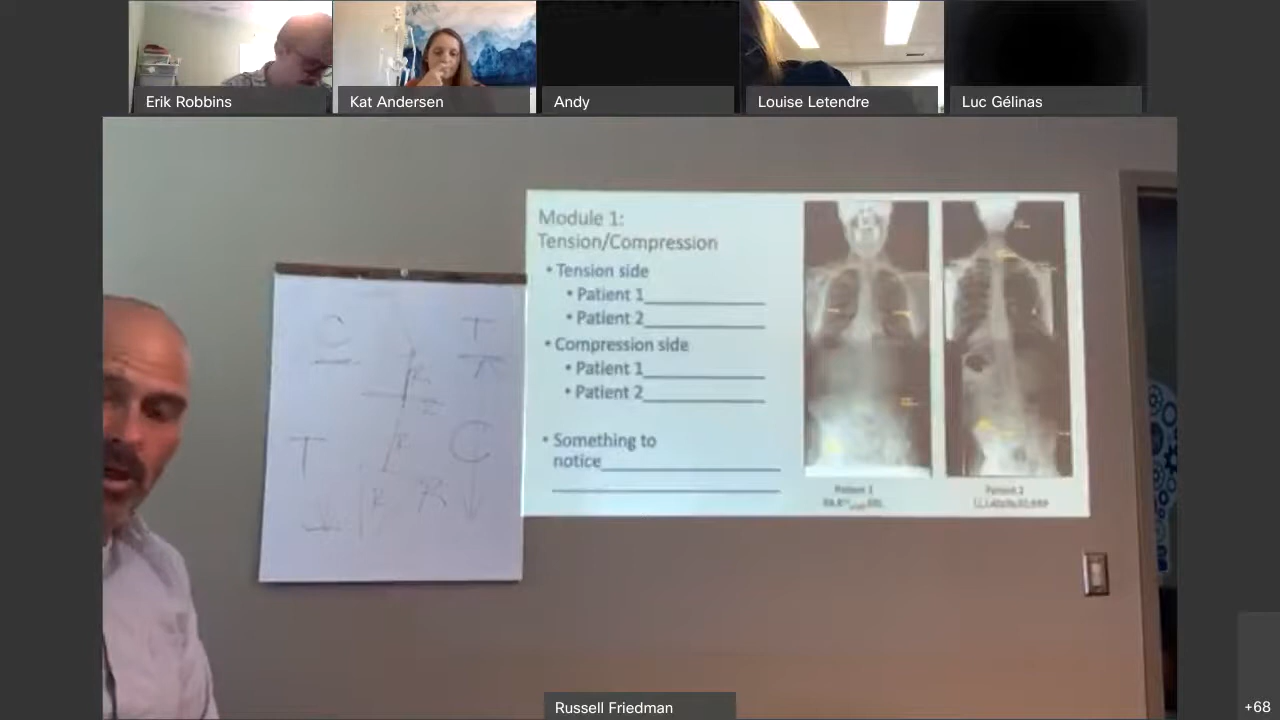 Erik Robbins
Kat Andersen
Andy
Louise Letendre
Luc Gélinas
Module 1:
Tension/Compression
• Tension side
• Patient 1
• Patient 2
• Compression side
• Patient 1
• Patient 2
• Something to
notice
Patient 1
Patient 2
C
T
T
C
R
R
Russell Friedman
+68